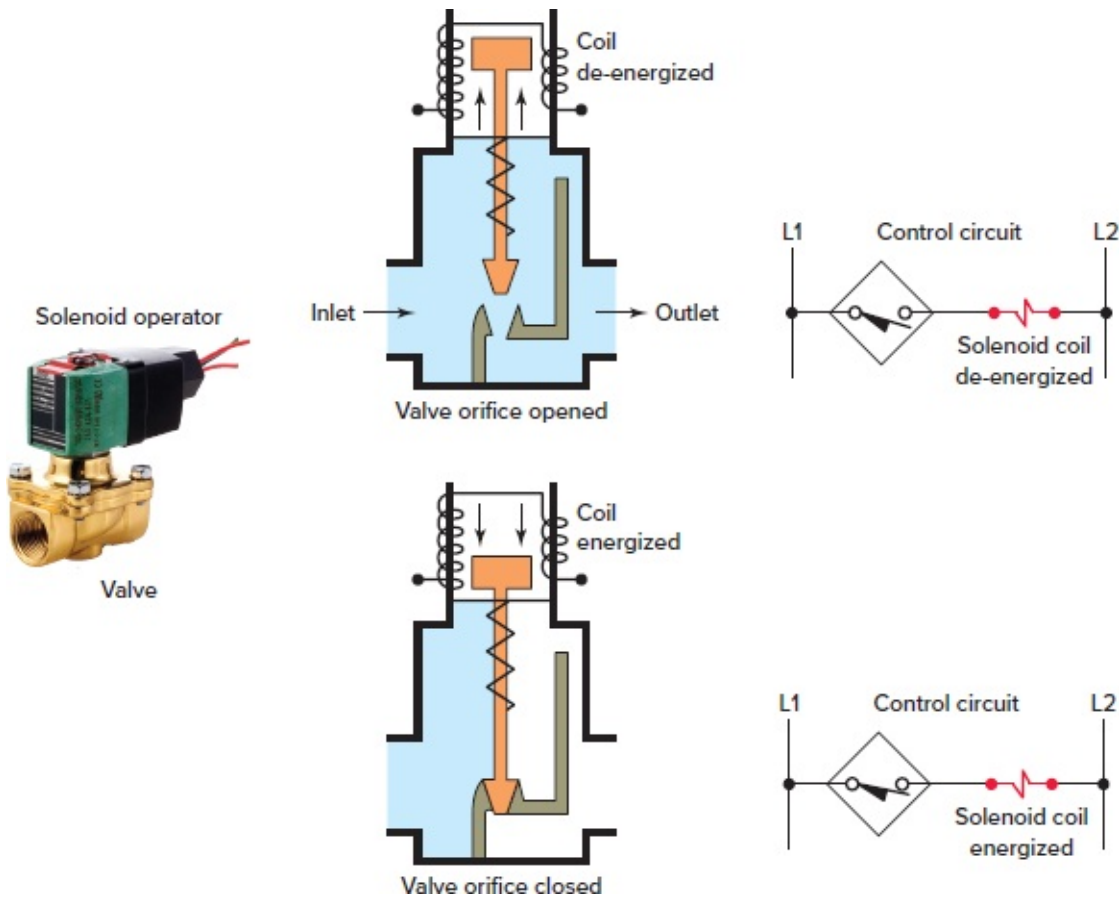 Solenoid operator
Valve
Coil
de-energized
Inlet
Outlet
Valve orifice opened
L1
Control circuit
L2
Solenoid coil
de-energized
Coil
energized
Valve orifice closed
L1
Control circuit
L2
Solenoid coil
energized